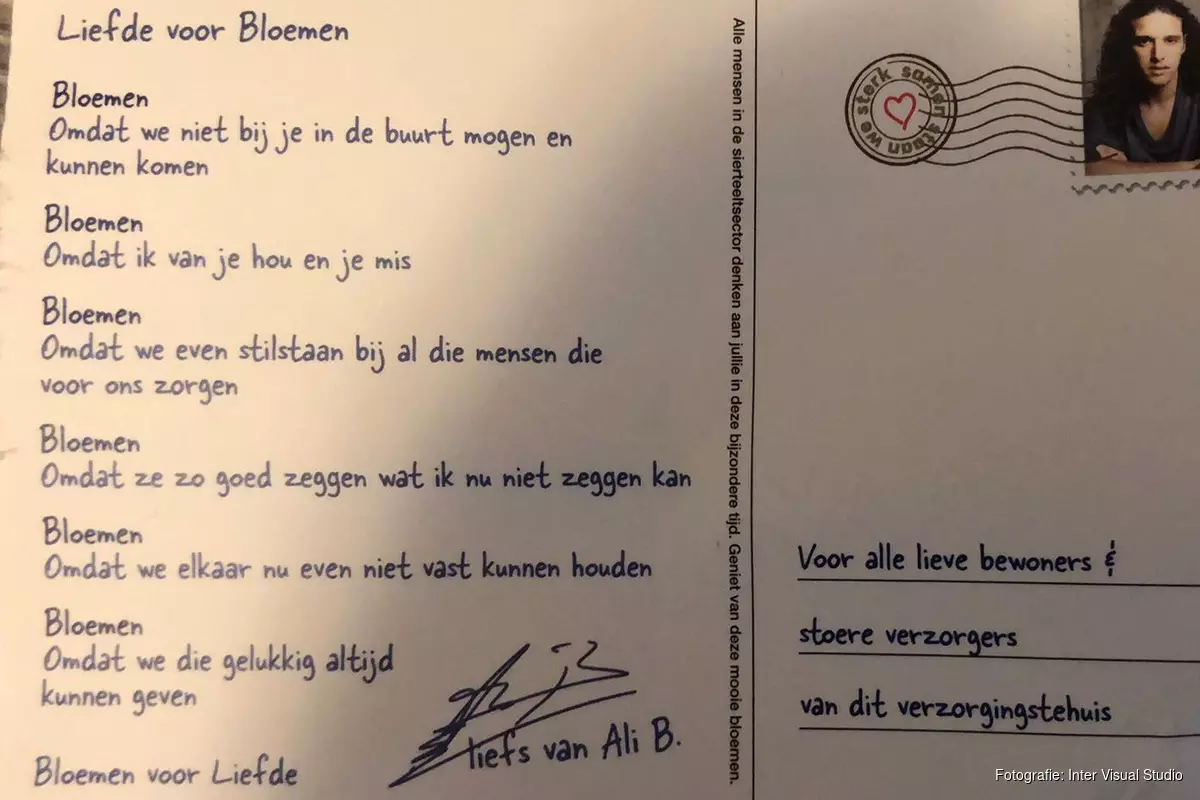 Liefde voor Bloemen
Bloemen
Omdat we niet bij je in de buurt mogen en
kunnen komen
Bloemen
Omdat ik van je hou en je mis
Bloemen
Omdat we even stilstaan bij al die mensen die
voor ons zorgen
Bloemen
Omdat ze zo goed zeggen wat ik nu niet zeggen kan
Bloemen
Omdat we elkaar nu even niet vast kunnen houden
Bloemen
Omdat we die gelukkig altijd
kunnen geven
Bloemen voor Liefde
liefs van Ali B.
Alle mensen in de sierteeltsector denken aan jullie in deze bijzondere tijd. Geniet van deze mooie bloemen.
samen staan we sterk
Voor alle lieve bewoners &
stoere verzorgers
van dit verzorgingstehuis
Fotografie: Inter Visual Studio